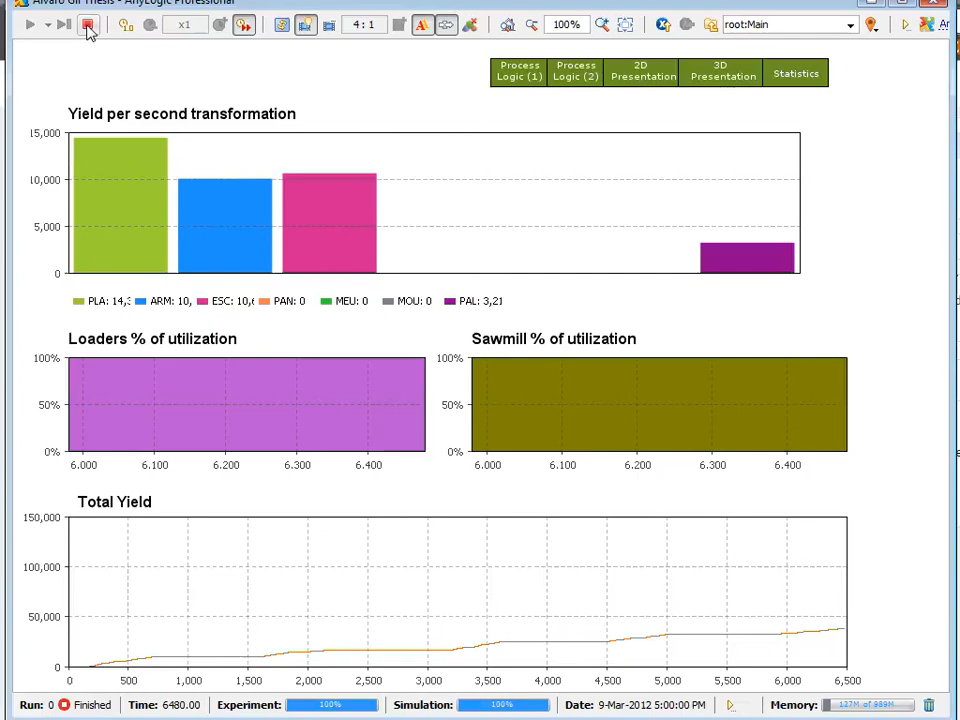 Alvaro Gil Thesis - AnyLogic Professional
x1
4 : 1
100%
root:Main
Process Logic (1)
Process Logic (2)
2D Presentation
3D Presentation
Statistics
Yield per second transformation
15,000
10,000
5,000
0
PLA: 14,3
ARM: 10,
ESC: 10,6
PAN: 0
MEU: 0
MOU: 0
PAL: 3,21
Loaders % of utilization
100%
50%
0%
6.000 6.100 6.200 6.300 6.400
Sawmill % of utilization
100%
50%
0%
6.000 6.100 6.200 6.300 6.400
Total Yield
150,000
100,000
50,000
0
0 500 1,000 1,500 2,000 2,500 3,000 3,500 4,000 4,500 5,000 5,500 6,000 6,500
Run: 0 Finished Time: 6480.00 Experiment: 100% Simulation: 100% Date: 9-Mar-2012 5:00:00 PM Memory: 127M of 989M